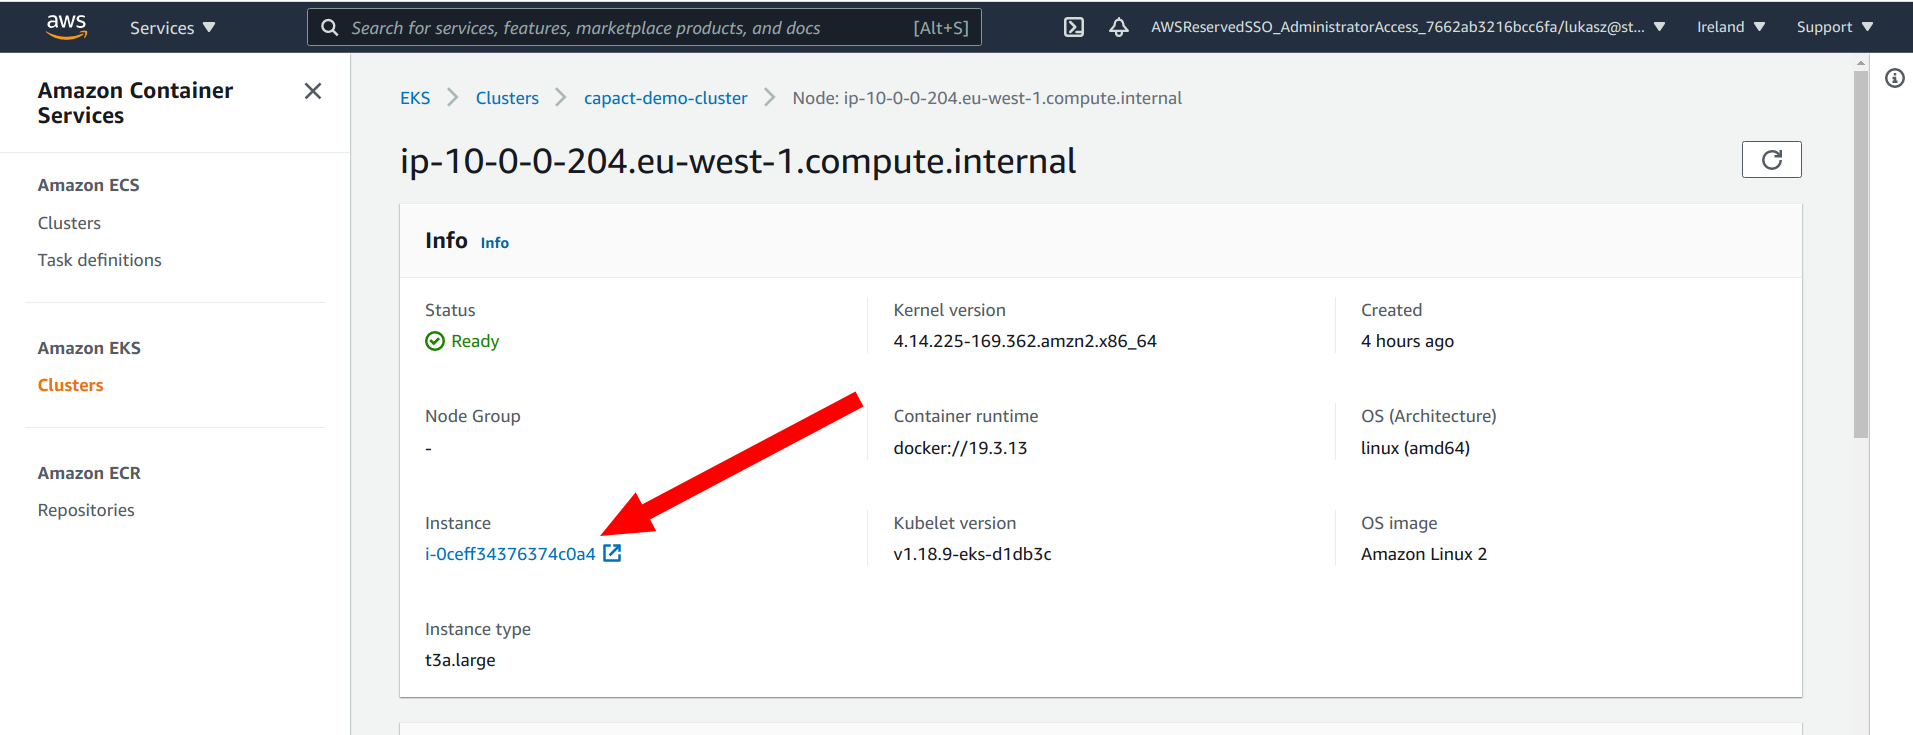 aws
Services
Search for services, features, marketplace products, and docs [Alt+S]
AWSReservedSSO_AdministratorAccess_7662ab3216bcc6fa/lukasz@st...
Ireland
Support
Amazon Container
Services
Amazon ECS
Clusters
Task definitions
Amazon EKS
Clusters
Amazon ECR
Repositories
EKS > Clusters > capact-demo-cluster > Node: ip-10-0-0-204.eu-west-1.compute.internal
ip-10-0-0-204.eu-west-1.compute.internal
Info Info
Status
Ready
Kernel version
4.14.225-169.362.amzn2.x86_64
Created
4 hours ago
Node Group
-
Container runtime
docker://19.3.13
OS (Architecture)
linux (amd64)
Instance
i-0ceff34376374c0a4
Kubelet version
v1.18.9-eks-d1db3c
OS image
Amazon Linux 2
Instance type
t3a.large